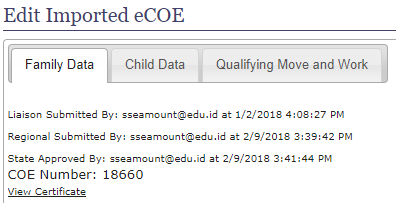 Edit Imported eCOE
Family Data Child Data Qualifying Move and Work
Liaison Submitted By: sseamount@edu.id at 1/2/2018 4:08:27 PM
Regional Submitted By: sseamount@edu.id at 2/9/2018 3:39:42 PM
State Approved By: sseamount@edu.id at 2/9/2018 3:41:44 PM
COE Number: 18660
View Certificate